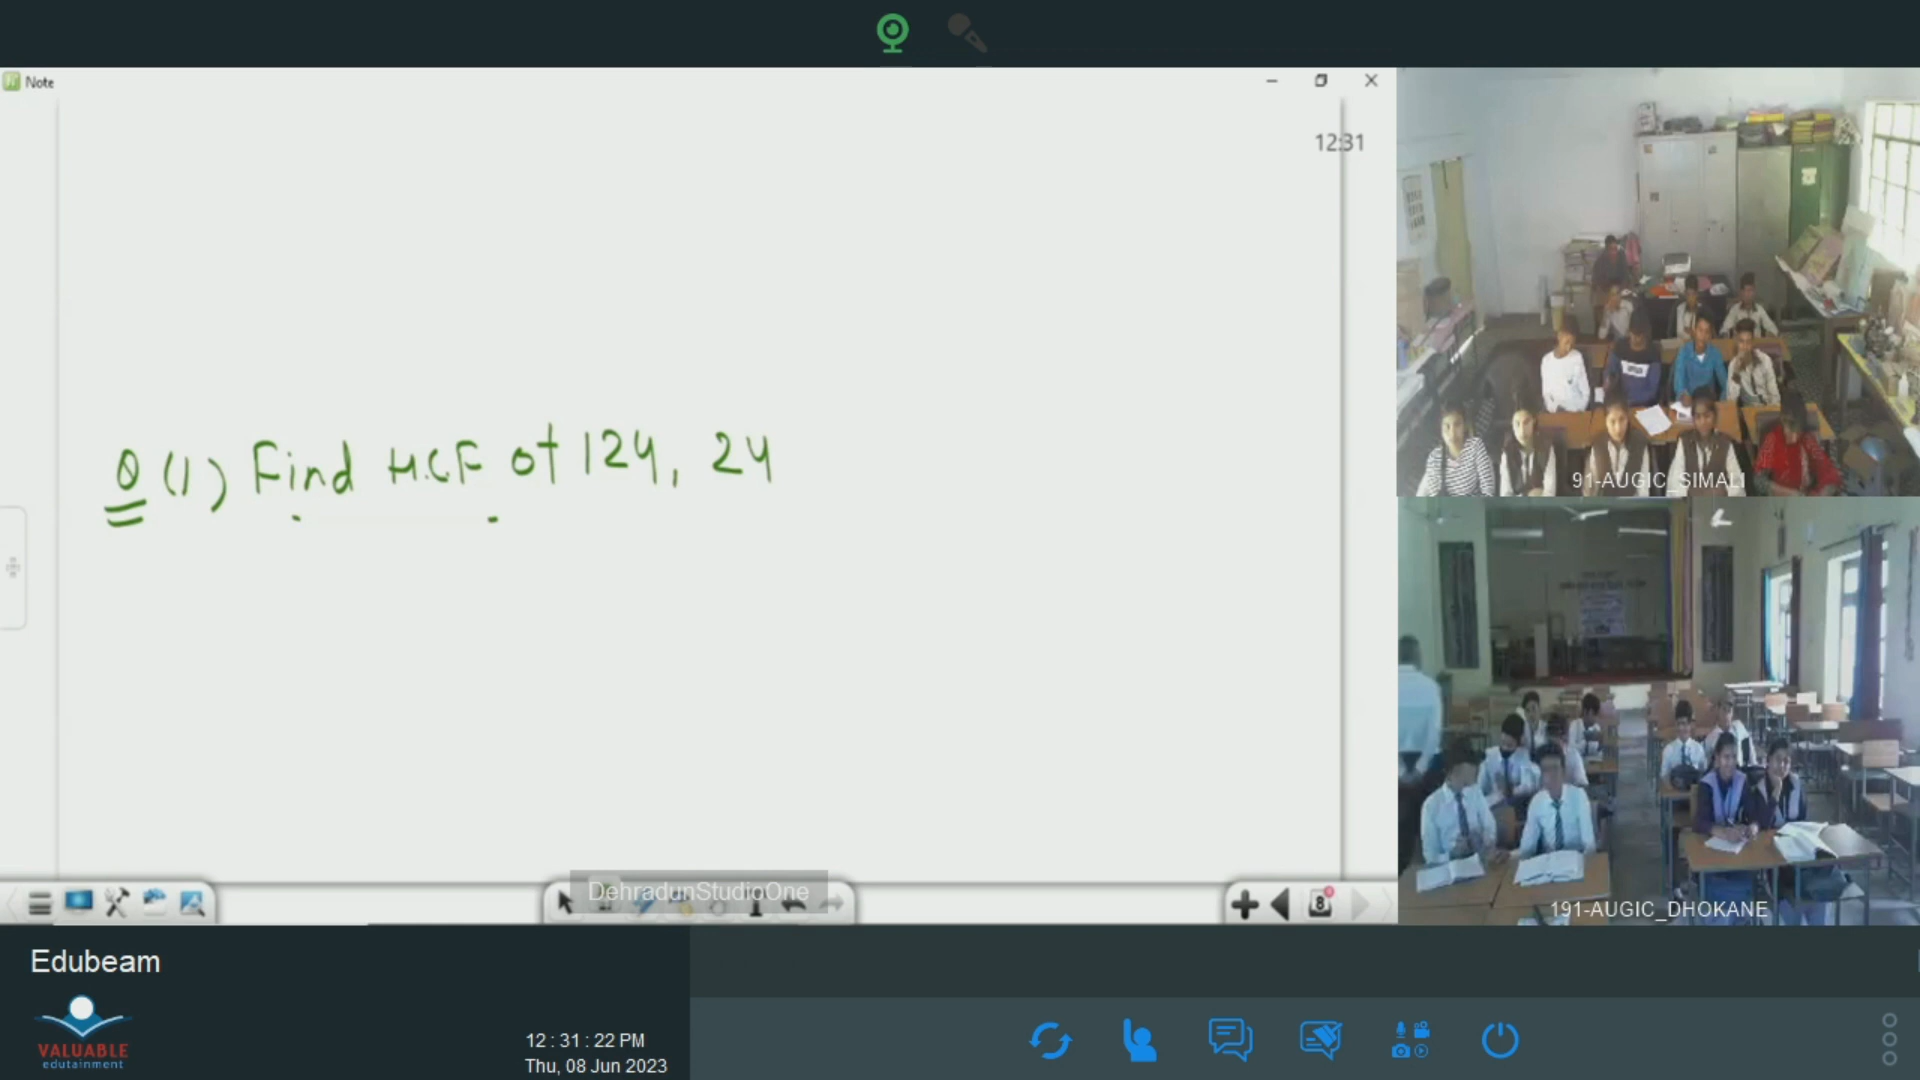 Note
12:31
Q (1) Find H.C.F of 124, 24
91-AUGIC_SIMALI
191-AUGIC_DHOKANE
DehradunStudioOne
8
Edubeam
VALUABLE
edutainment
12 : 31 : 22 PM
Thu, 08 Jun 2023